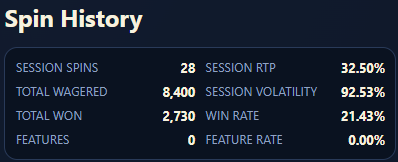 Spin History
SESSION SPINS 28 SESSION RTP 32.50%
TOTAL WAGERED 8,400 SESSION VOLATILITY 92.53%
TOTAL WON 2,730 WIN RATE 21.43%
FEATURES 0 FEATURE RATE 0.00%